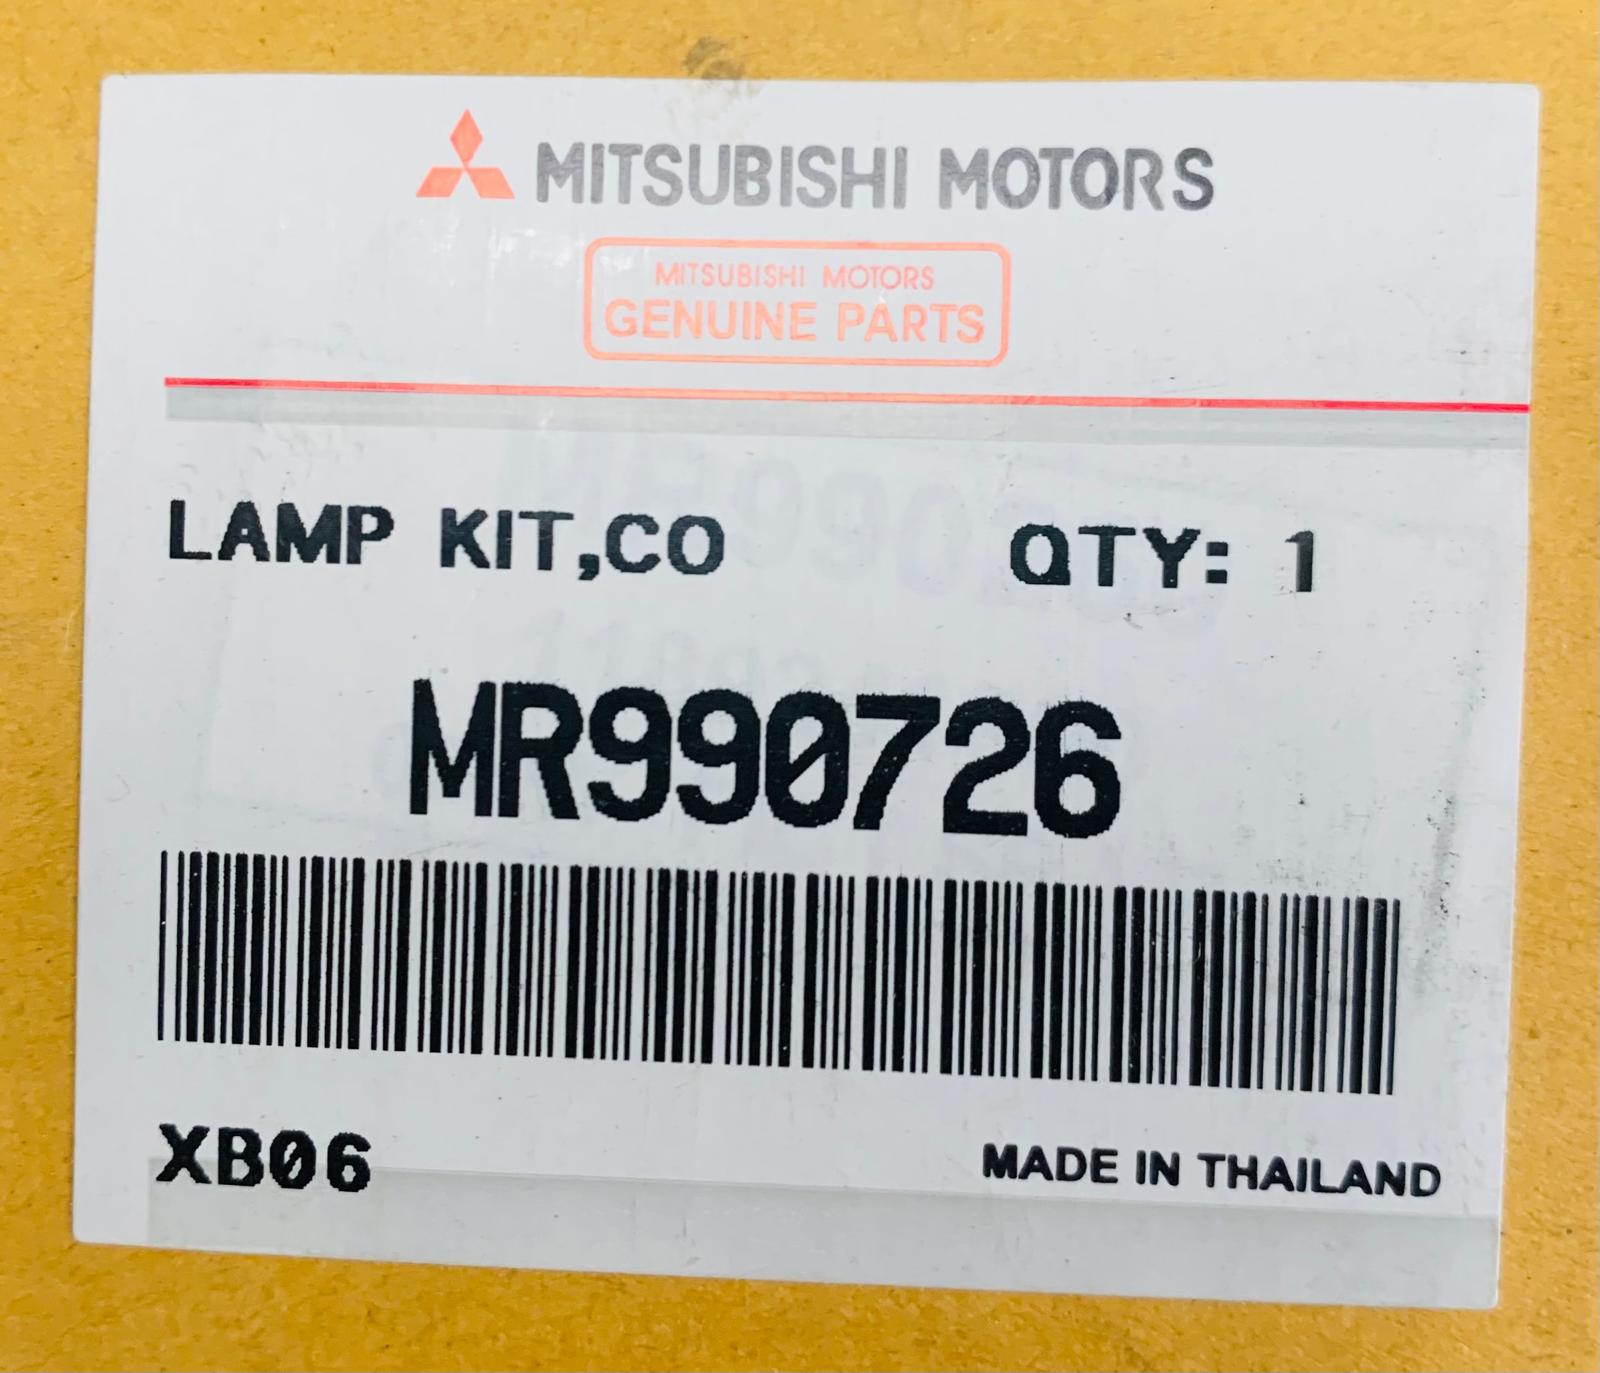 MITSUBISHI MOTORS
MITSUBISHI MOTORS
GENUINE PARTS
LAMP KIT,CO QTY: 1
MR990726
XB06 MADE IN THAILAND